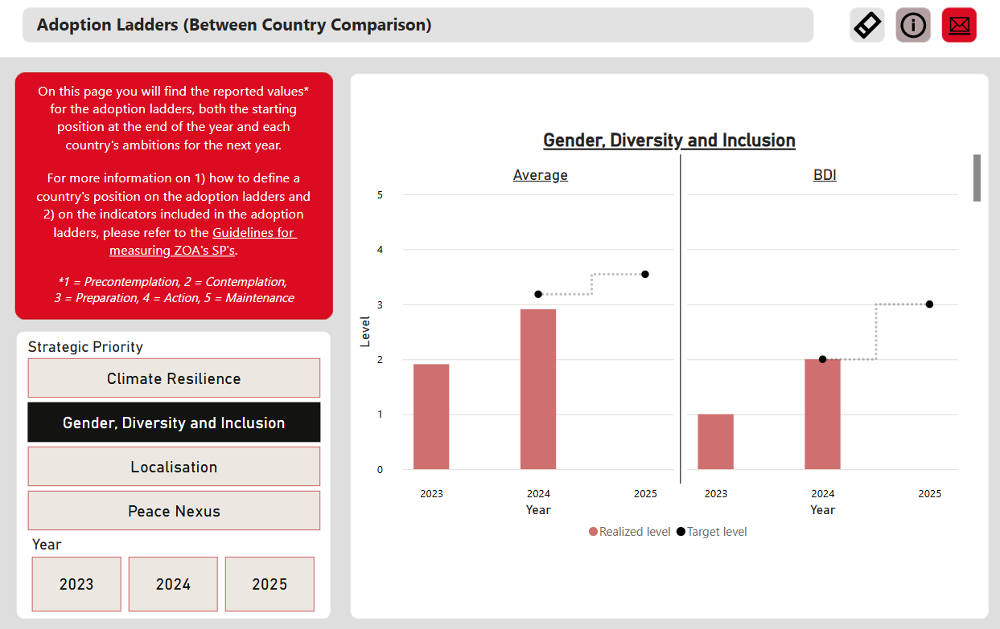 Adoption Ladders (Between Country Comparison)
On this page you will find the reported values*
for the adoption ladders, both the starting
position at the end of the year and each
country's ambitions for the next year.
For more information on 1) how to define a
country's position on the adoption ladders and
2) on the indicators included in the adoption
ladders, please refer to the Guidelines for
measuring ZOA's SP's.
*1 = Precontemplation, 2 = Contemplation,
3 = Preparation, 4 = Action, 5 = Maintenance
Strategic Priority
Climate Resilience
Gender, Diversity and Inclusion
Localisation
Peace Nexus
Year
2023 2024 2025
Gender, Diversity and Inclusion
Average BDI
5
4
3
2
1
0
Level
2023 2024 2025 2023 2024 2025
Year Year
Realized level Target level